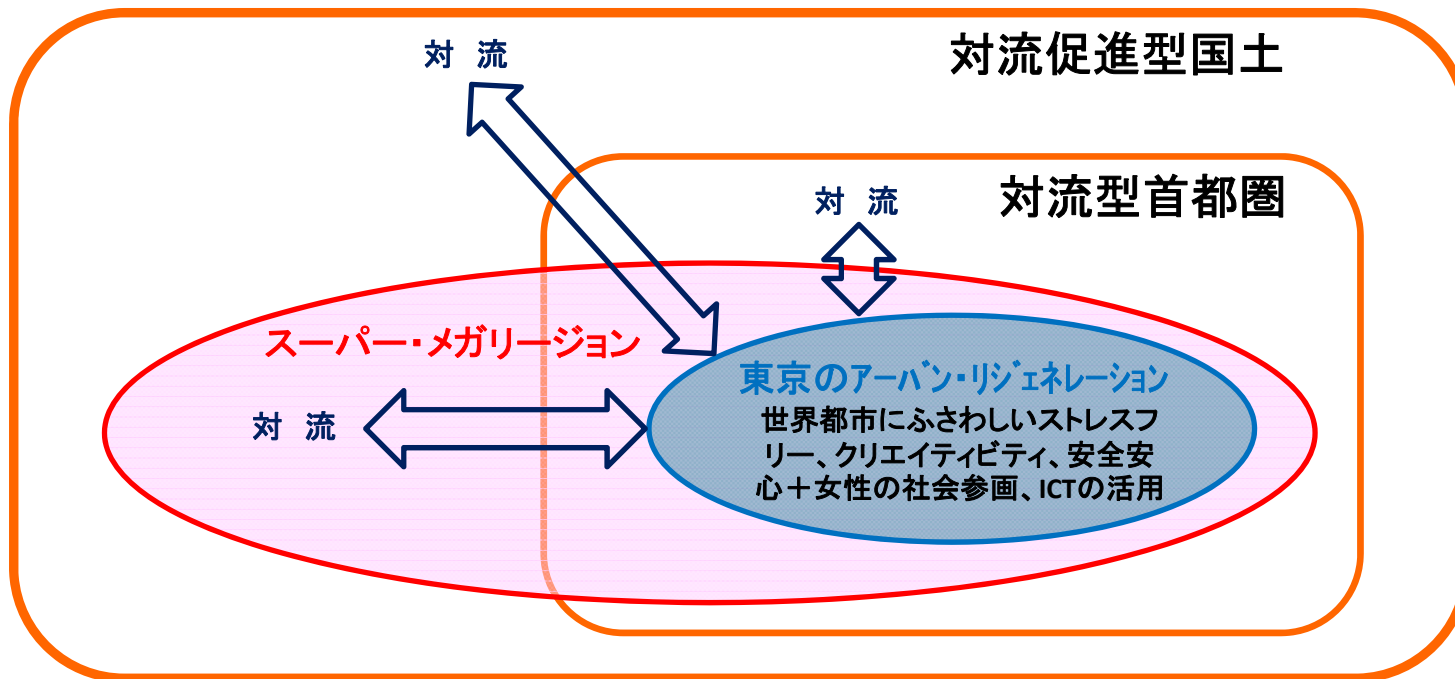 対流促進型国土
対　流
対流型首都圏
対　流
スーパー・メガリージョン
対　流
東京のｱｰﾊﾞﾝ・ﾘｼﾞｪﾈﾚｰｼｮﾝ
世界都市にふさわしいストレスフ
リー、クリエイティビティ、安全安
心＋女性の社会参画、ICTの活用